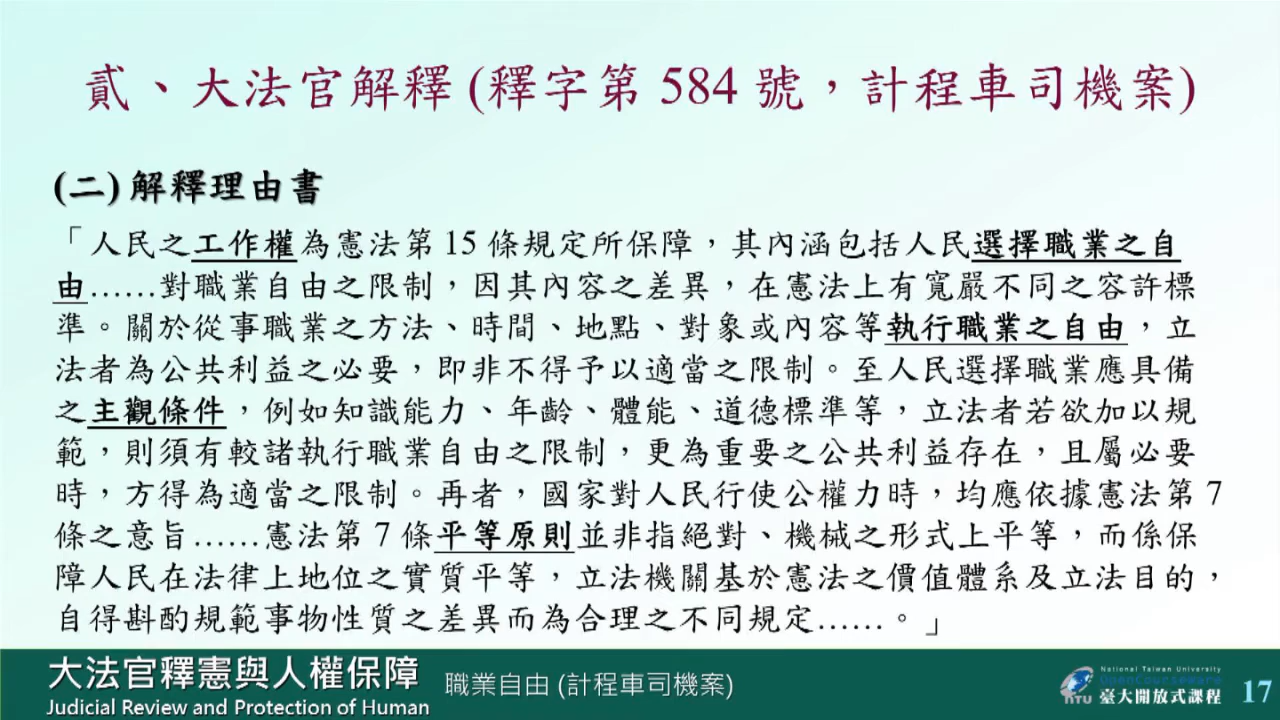 貳、大法官解釋 (釋字第 584 號，計程車司機案)
(二) 解釋理由書
「人民之工作權為憲法第 15 條規定所保障，其內涵包括人民選擇職業之自
由……對職業自由之限制，因其內容之差異，在憲法上有寬嚴不同之容許標
準。關於從事職業之方法、時間、地點、對象或內容等執行職業之自由，立
法者為公共利益之必要，即非不得予以適當之限制。至人民選擇職業應具備
之主觀條件，例如知識能力、年齡、體能、道德標準等，立法者若欲加以規
範，則須有較諸執行職業自由之限制，更為重要之公共利益存在，且屬必要
時，方得為適當之限制。再者，國家對人民行使公權力時，均應依據憲法第 7
條之意旨……憲法第 7 條平等原則並非指絕對、機械之形式上平等，而係保
障人民在法律上地位之實質平等，立法機關基於憲法之價值體系及立法目的，
自得斟酌規範事物性質之差異而為合理之不同規定……。」
大法官釋憲與人權保障
Judicial Review and Protection of Human
職業自由 (計程車司機案)
National Taiwan University
OpenCourseware
NTU 臺大開放式課程
17